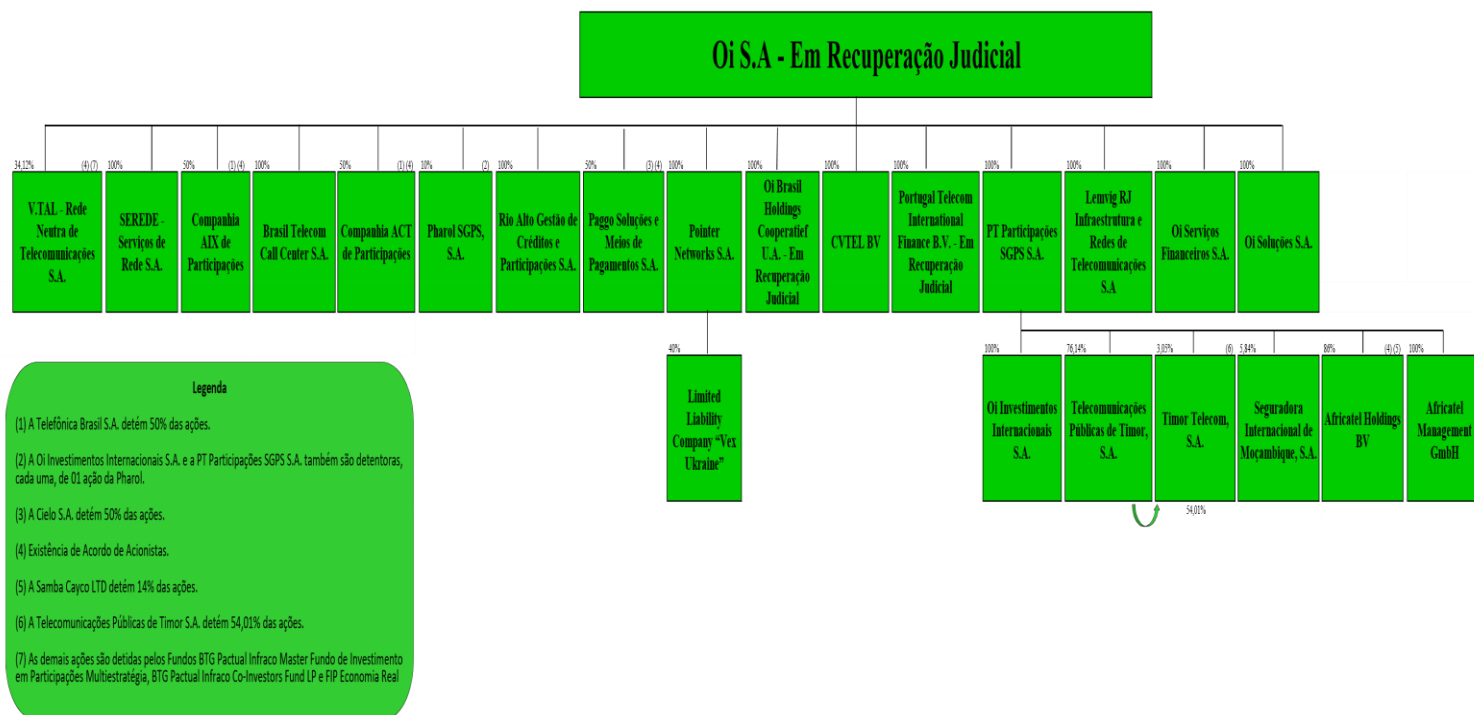 Oi S.A - Em Recuperação Judicial
34,12%
(4) (7)
V.TAL - Rede
Neutra de
Telecomunicações
S.A.
100%
SEREDE -
Serviços de
Rede S.A.
50%
(1) (4)
Companhia
AIX de
Participações
100%
Brasil Telecom
Call Center S.A.
50%
(1) (4)
Companhia ACT
de Participações
10%
(2)
Pharol SGPS,
S.A.
100%
Rio Alto Gestão de
Créditos e
Participações S.A.
50%
(3) (4)
Paggo Soluções e
Meios de
Pagamentos S.A.
100%
Pointer
Networks S.A.
100%
Oi Brasil
Holdings
Cooperatief
U.A. - Em
Recuperação
Judicial
100%
CVTEL BV
100%
Portugal Telecom
International
Finance B.V. - Em
Recuperação
Judicial
100%
PT Participações
SGPS S.A.
100%
Lemvig RJ
Infraestrutura e
Redes de
Telecomunicações
S.A
100%
Oi Serviços
Financeiros S.A.
100%
Oi Soluções S.A.
40%
Limited
Liability
Company “Vex
Ukraine”
100%
Oi Investimentos
Internacionais
S.A.
76,14%
Telecomunicações
Públicas de Timor,
S.A.
3,05%
(6)
Timor Telecom,
S.A.
54,01%
5,84%
Seguradora
Internacional de
Moçambique, S.A.
86%
(4) (5)
Africatel Holdings
BV
100%
Africatel
Management
GmbH
Legenda
(1) A Telefônica Brasil S.A. detém 50% das ações.
(2) A Oi Investimentos Internacionais S.A. e a PT Participações SGPS S.A. também são detentoras,
cada uma, de 01 ação da Pharol.
(3) A Cielo S.A. detém 50% das ações.
(4) Existência de Acordo de Acionistas.
(5) A Samba Cayco LTD detém 14% das ações.
(6) A Telecomunicações Públicas de Timor S.A. detém 54,01% das ações.
(7) As demais ações são detidas pelos Fundos BTG Pactual Infraco Master Fundo de Investimento
em Participações Multiestratégia, BTG Pactual Infraco Co-Investors Fund LP e FIP Economia Real